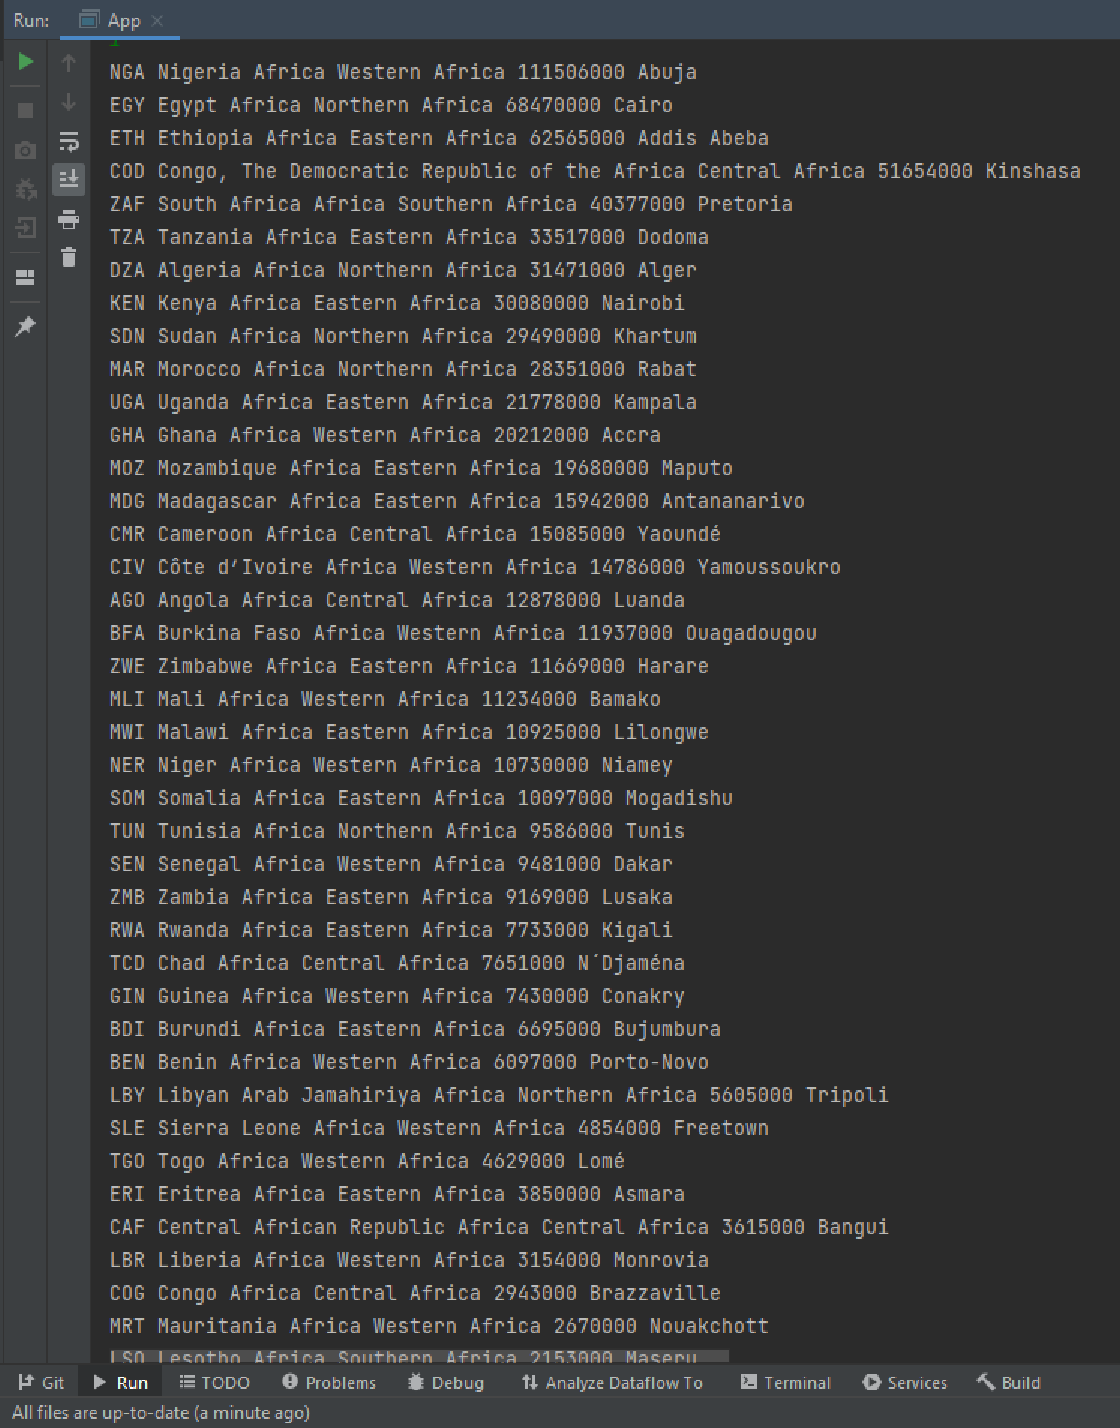 Run: App
NGA Nigeria Africa Western Africa 111506000 Abuja
EGY Egypt Africa Northern Africa 68470000 Cairo
ETH Ethiopia Africa Eastern Africa 62565000 Addis Abeba
COD Congo, The Democratic Republic of the Africa Central Africa 51654000 Kinshasa
ZAF South Africa Africa Southern Africa 40377000 Pretoria
TZA Tanzania Africa Eastern Africa 33517000 Dodoma
DZA Algeria Africa Northern Africa 31471000 Alger
KEN Kenya Africa Eastern Africa 30080000 Nairobi
SDN Sudan Africa Northern Africa 29490000 Khartum
MAR Morocco Africa Northern Africa 28351000 Rabat
UGA Uganda Africa Eastern Africa 21778000 Kampala
GHA Ghana Africa Western Africa 20212000 Accra
MOZ Mozambique Africa Eastern Africa 19680000 Maputo
MDG Madagascar Africa Eastern Africa 15942000 Antananarivo
CMR Cameroon Africa Central Africa 15085000 Yaoundé
CIV Côte d’Ivoire Africa Western Africa 14786000 Yamoussoukro
AGO Angola Africa Central Africa 12878000 Luanda
BFA Burkina Faso Africa Western Africa 11937000 Ouagadougou
ZWE Zimbabwe Africa Eastern Africa 11669000 Harare
MLI Mali Africa Western Africa 11234000 Bamako
MWI Malawi Africa Eastern Africa 10925000 Lilongwe
NER Niger Africa Western Africa 10730000 Niamey
SOM Somalia Africa Eastern Africa 10097000 Mogadishu
TUN Tunisia Africa Northern Africa 9586000 Tunis
SEN Senegal Africa Western Africa 9481000 Dakar
ZMB Zambia Africa Eastern Africa 9169000 Lusaka
RWA Rwanda Africa Eastern Africa 7733000 Kigali
TCD Chad Africa Central Africa 7651000 N´Djaména
GIN Guinea Africa Western Africa 7430000 Conakry
BDI Burundi Africa Eastern Africa 6695000 Bujumbura
BEN Benin Africa Western Africa 6097000 Porto-Novo
LBY Libyan Arab Jamahiriya Africa Northern Africa 5605000 Tripoli
SLE Sierra Leone Africa Western Africa 4854000 Freetown
TGO Togo Africa Western Africa 4629000 Lomé
ERI Eritrea Africa Eastern Africa 3850000 Asmara
CAF Central African Republic Africa Central Africa 3615000 Bangui
LBR Liberia Africa Western Africa 3154000 Monrovia
COG Congo Africa Central Africa 2943000 Brazzaville
MRT Mauritania Africa Western Africa 2670000 Nouakchott
LSO Lesotho Africa Southern Africa 2153000 Maseru
Git Run TODO Problems Debug Analyze Dataflow To Terminal Services Build
All files are up-to-date (a minute ago)